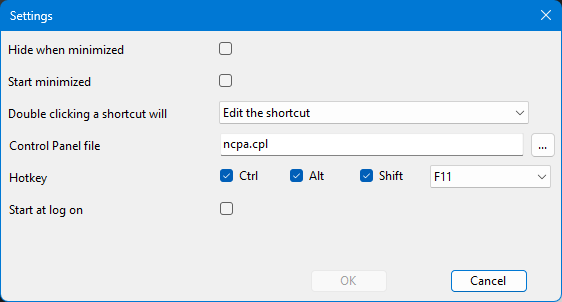 Settings
Hide when minimized
Start minimized
Double clicking a shortcut will Edit the shortcut
Control Panel file ncpa.cpl ...
Hotkey Ctrl Alt Shift F11
Start at log on
OK Cancel